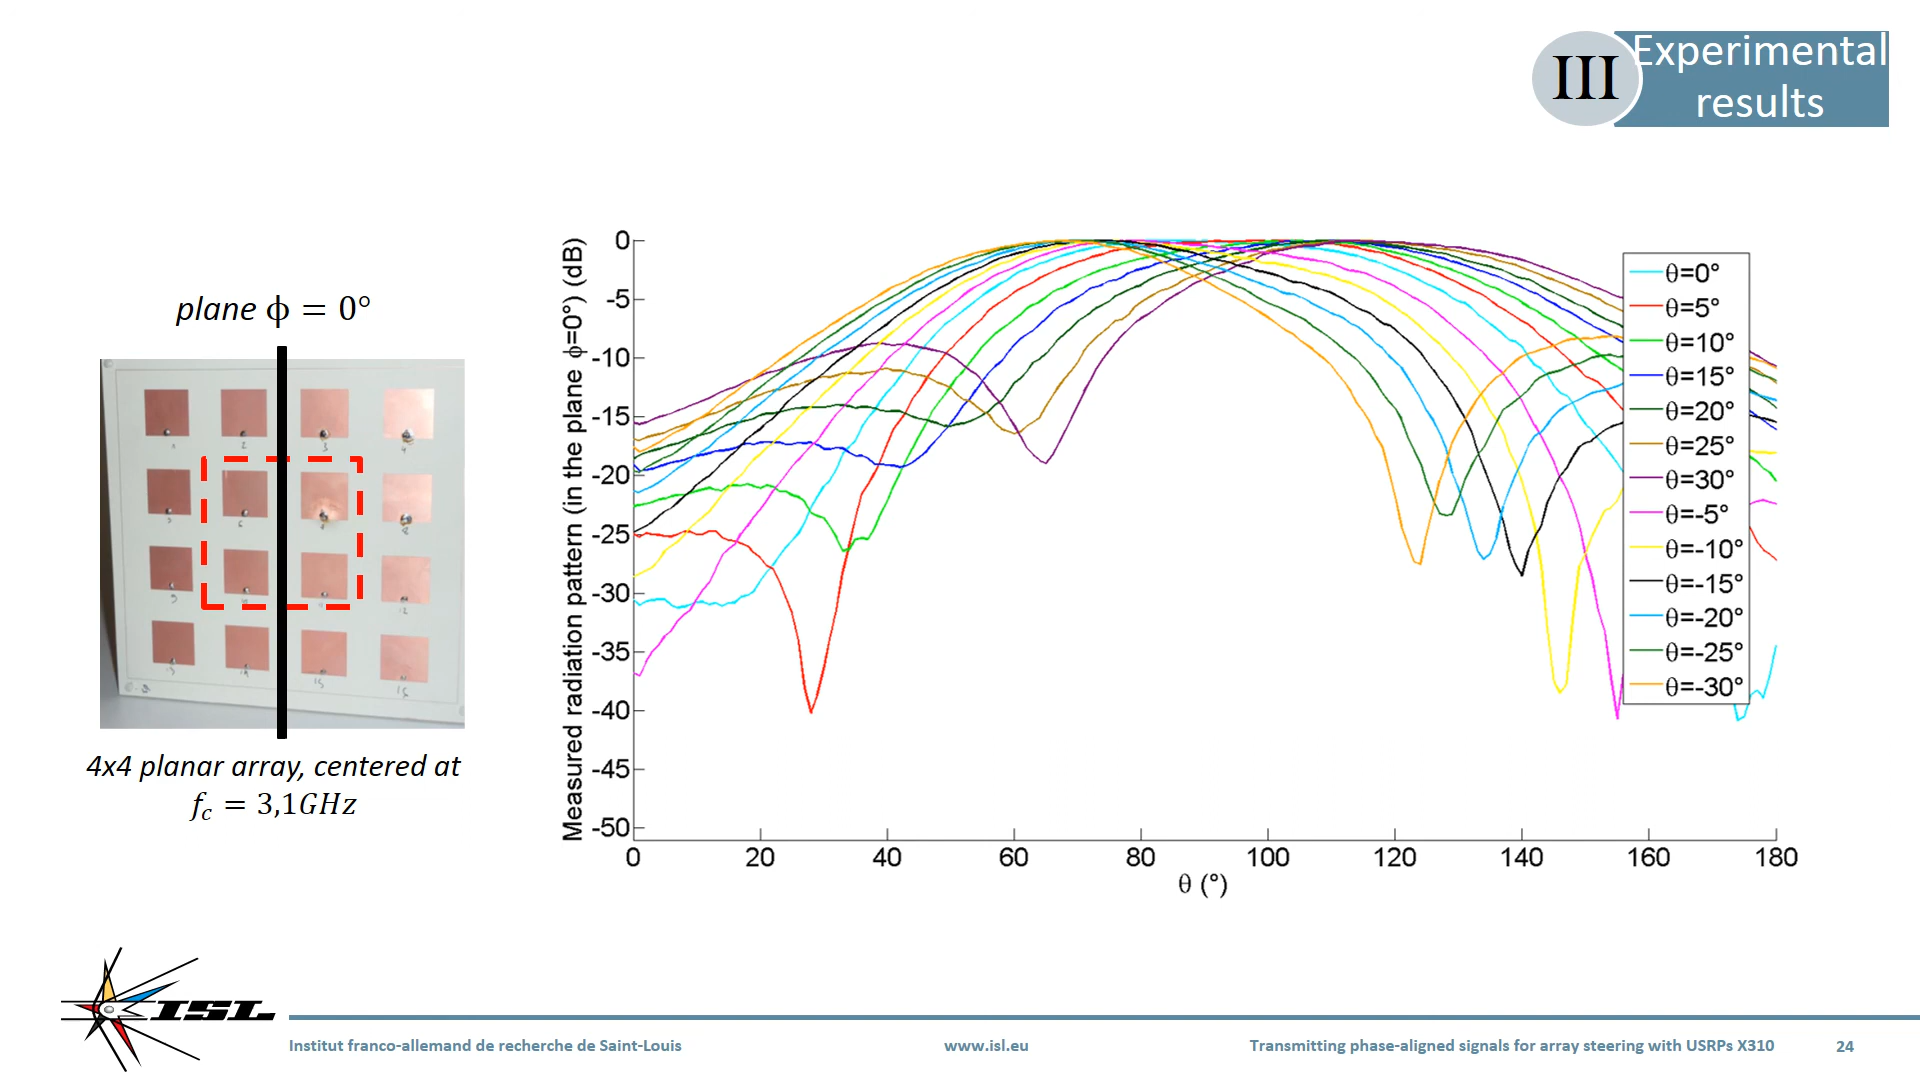 III
Experimental
results
plane ϕ = 0°
4x4 planar array, centered at
f_c = 3,1GHz
Measured radiation pattern (in the plane ϕ=0°) (dB)
0
-5
-10
-15
-20
-25
-30
-35
-40
-45
-50
0 20 40 60 80 100 120 140 160 180
θ (°)
θ=0°
θ=5°
θ=10°
θ=15°
θ=20°
θ=25°
θ=30°
θ=-5°
θ=-10°
θ=-15°
θ=-20°
θ=-25°
θ=-30°
ISL
Institut franco-allemand de recherche de Saint-Louis www.isl.eu Transmitting phase-aligned signals for array steering with USRPs X310 24